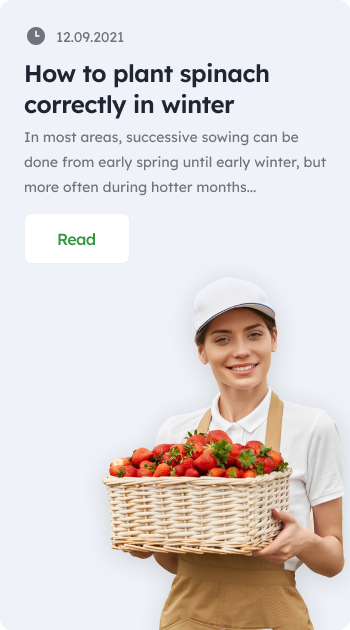 12.09.2021
How to plant spinach
correctly in winter
In most areas, successive sowing can be
done from early spring until early winter, but
more often during hotter months...
Read